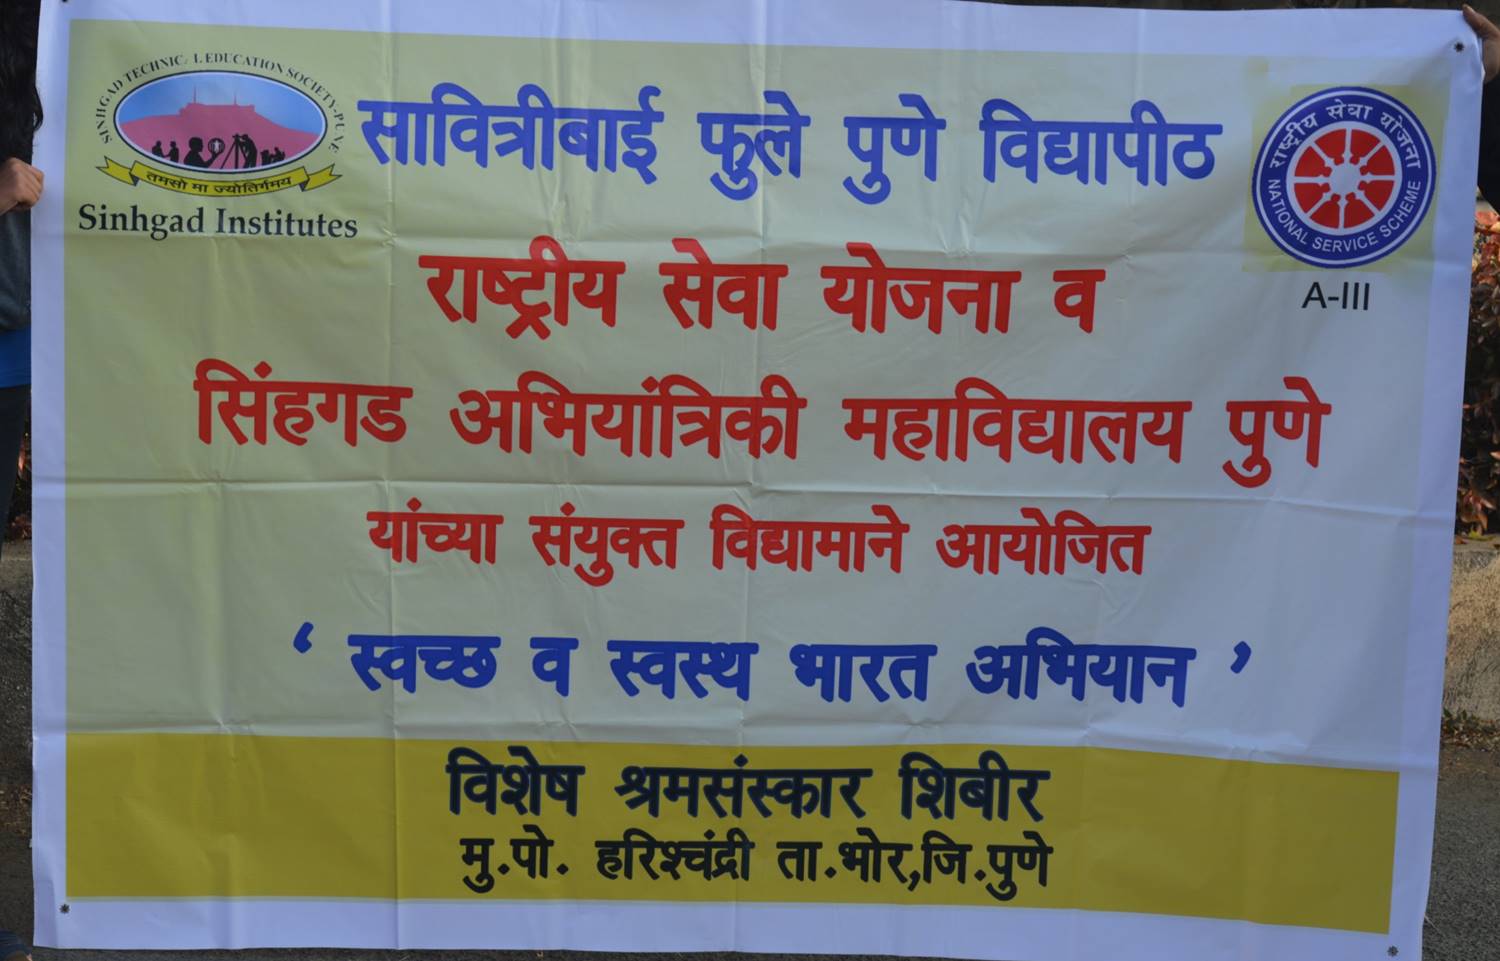 SINHGAD TECHNICAL EDUCATION SOCIETY-PUNE
तमसो मा ज्योतिर्गमय
Sinhgad Institutes
सावित्रीबाई फुले पुणे विद्यापीठ
राष्ट्रीय सेवा योजना
NATIONAL SERVICE SCHEME
A-III
राष्ट्रीय सेवा योजना व
सिंहगड अभियांत्रिकी महाविद्यालय पुणे
यांच्या संयुक्त विद्यामाने आयोजित
‘ स्वच्छ व स्वस्थ भारत अभियान ’
विशेष श्रमसंस्कार शिबीर
मु.पो. हरिश्चंद्री ता.भोर,जि.पुणे